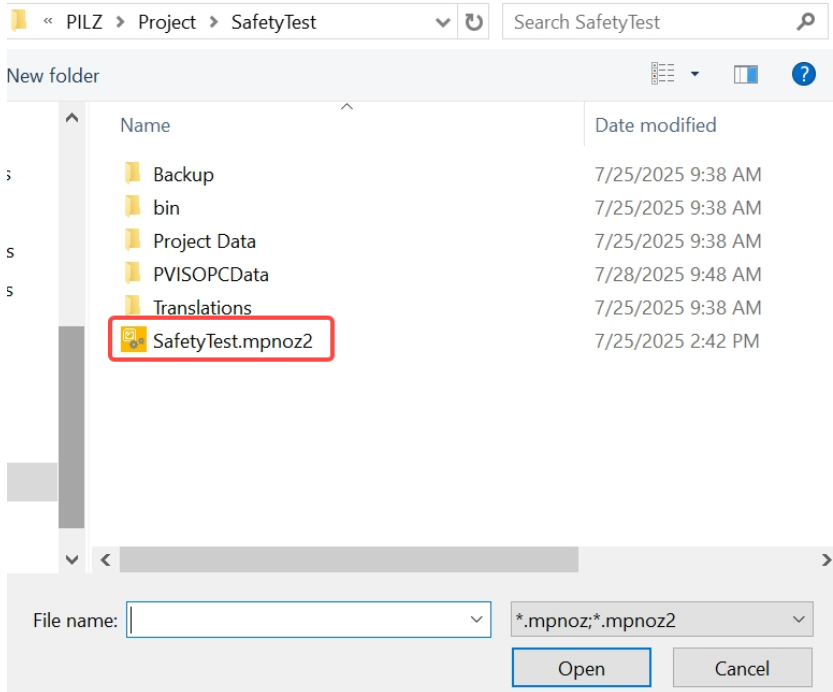 « PILZ > Project > SafetyTest
Search SafetyTest
New folder
?
Name
Date modified
s
Backup
7/25/2025 9:38 AM
bin
7/25/2025 9:38 AM
Project Data
7/25/2025 9:38 AM
s
PVISOPCData
7/28/2025 9:48 AM
s
Translations
7/25/2025 9:38 AM
SafetyTest.mpnoz2
7/25/2025 2:42 PM
File name:
*.mpnoz;*.mpnoz2
Open
Cancel